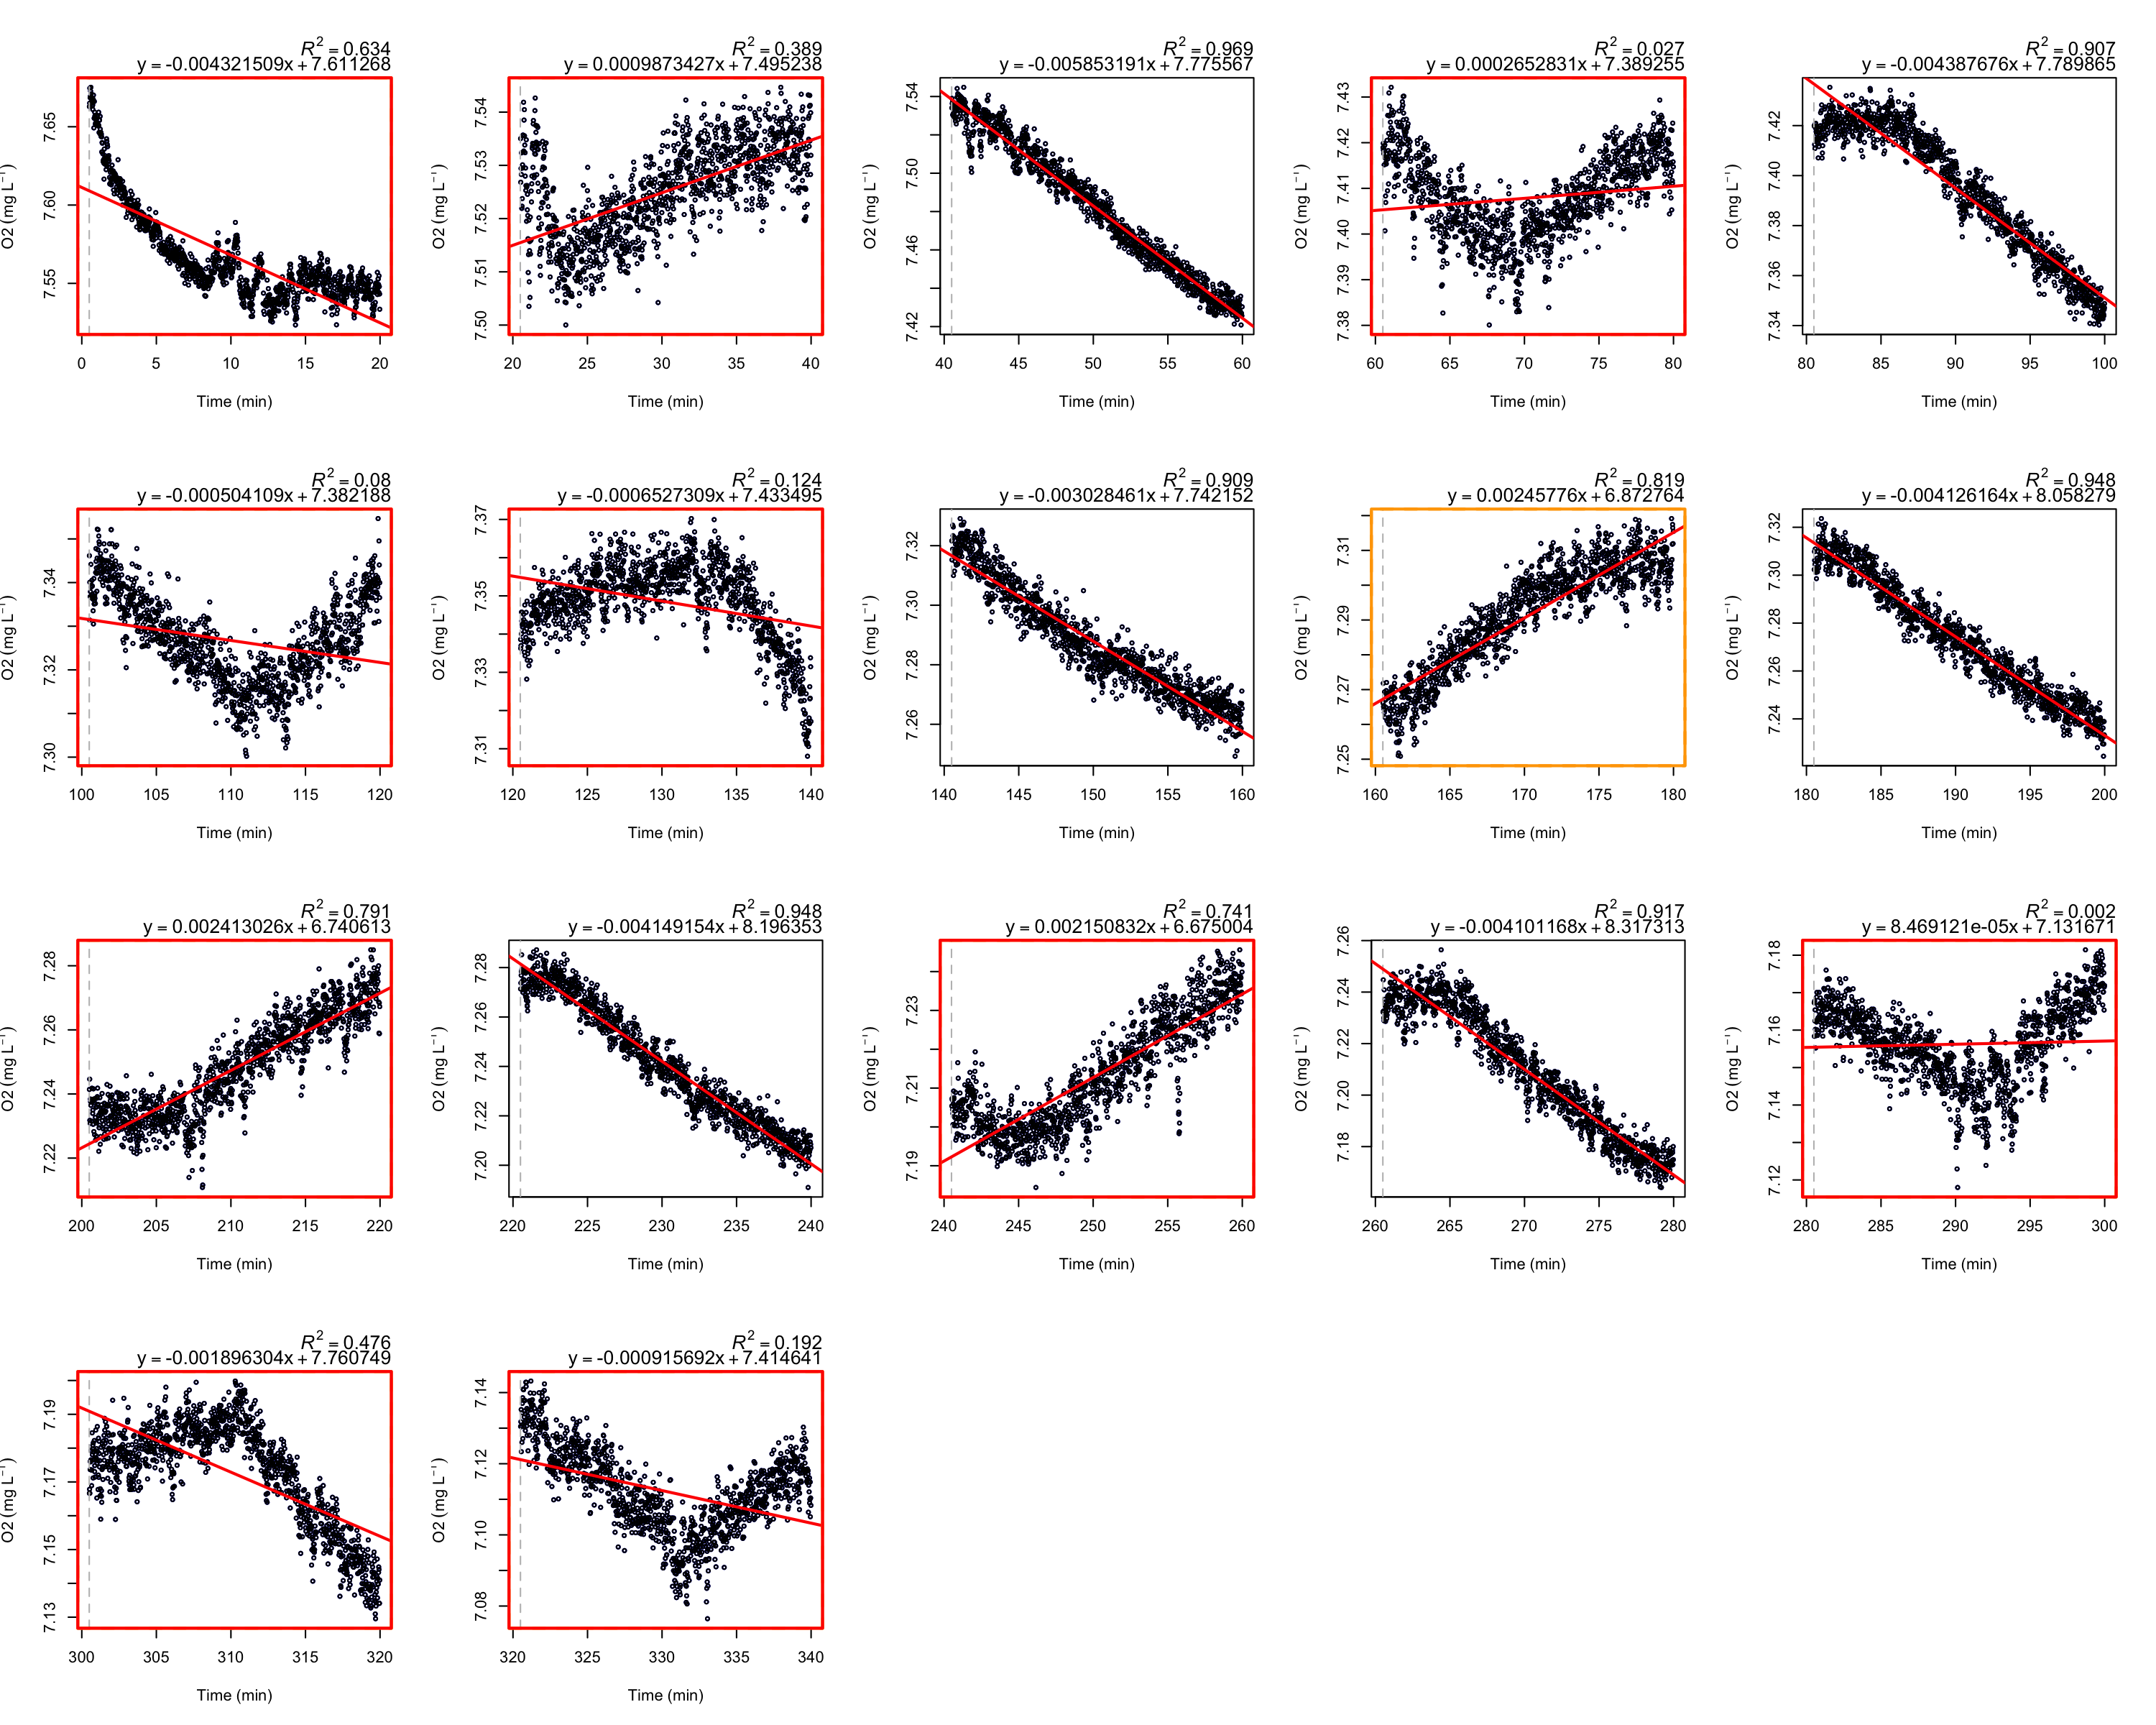 R² = 0.634
y = -0.004321509x + 7.611268
O2 (mg L⁻¹)
7.65
7.60
7.55
0 5 10 15 20
Time (min)
R² = 0.389
y = 0.0009873427x + 7.495238
O2 (mg L⁻¹)
7.54
7.53
7.52
7.51
7.50
20 25 30 35 40
Time (min)
R² = 0.969
y = -0.005853191x + 7.775567
O2 (mg L⁻¹)
7.54
7.50
7.46
7.42
40 45 50 55 60
Time (min)
R² = 0.027
y = 0.0002652831x + 7.389255
O2 (mg L⁻¹)
7.43
7.42
7.41
7.40
7.39
7.38
60 65 70 75 80
Time (min)
R² = 0.907
y = -0.004387676x + 7.789865
O2 (mg L⁻¹)
7.42
7.40
7.38
7.36
7.34
80 85 90 95 100
Time (min)
R² = 0.08
y = -0.000504109x + 7.382188
O2 (mg L⁻¹)
7.34
7.32
7.30
100 105 110 115 120
Time (min)
R² = 0.124
y = -0.0006527309x + 7.433495
O2 (mg L⁻¹)
7.37
7.35
7.33
7.31
120 125 130 135 140
Time (min)
R² = 0.909
y = -0.003028461x + 7.742152
O2 (mg L⁻¹)
7.32
7.30
7.28
7.26
140 145 150 155 160
Time (min)
R² = 0.819
y = 0.00245776x + 6.872764
O2 (mg L⁻¹)
7.31
7.29
7.27
7.25
160 165 170 175 180
Time (min)
R² = 0.948
y = -0.004126164x + 8.058279
O2 (mg L⁻¹)
7.32
7.30
7.28
7.26
7.24
180 185 190 195 200
Time (min)
R² = 0.791
y = 0.002413026x + 6.740613
O2 (mg L⁻¹)
7.28
7.26
7.24
7.22
200 205 210 215 220
Time (min)
R² = 0.948
y = -0.004149154x + 8.196353
O2 (mg L⁻¹)
7.28
7.26
7.24
7.22
7.20
220 225 230 235 240
Time (min)
R² = 0.741
y = 0.002150832x + 6.675004
O2 (mg L⁻¹)
7.23
7.21
7.19
240 245 250 255 260
Time (min)
R² = 0.917
y = -0.004101168x + 8.317313
O2 (mg L⁻¹)
7.26
7.24
7.22
7.20
7.18
260 265 270 275 280
Time (min)
R² = 0.002
y = 8.469121e-05x + 7.131671
O2 (mg L⁻¹)
7.18
7.16
7.14
7.12
280 285 290 295 300
Time (min)
R² = 0.476
y = -0.001896304x + 7.760749
O2 (mg L⁻¹)
7.19
7.17
7.15
7.13
300 305 310 315 320
Time (min)
R² = 0.192
y = -0.000915692x + 7.414641
O2 (mg L⁻¹)
7.14
7.12
7.10
7.08
320 325 330 335 340
Time (min)